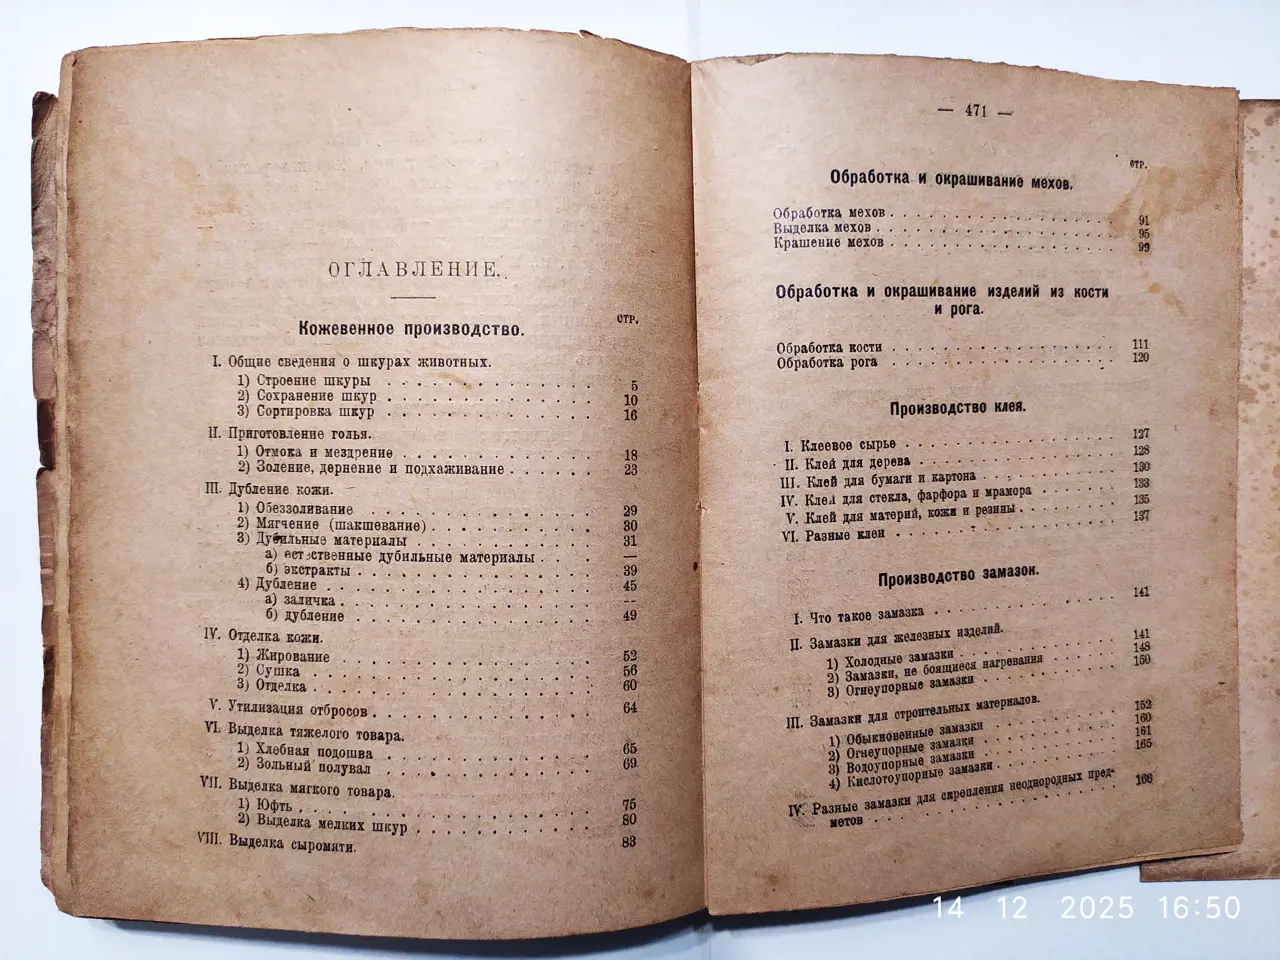 ОГЛАВЛЕНИЕ.
СТР.
Кожевенное производство.
I. Общие сведения о шкурах животных.
1) Строение шкуры . . . . . . . . . . . . . 5
2) Сохранение шкур . . . . . . . . . . . . . 10
3) Сортировка шкур . . . . . . . . . . . . . 16
II. Приготовление голья.
1) Отмока и мездрение . . . . . . . . . . . . 18
2) Золение, дернение и подхаживание . . . . . . 23
III. Дубление кожи.
1) Обеззоливание . . . . . . . . . . . . . . 29
2) Мягчение (шакшевание) . . . . . . . . . . 30
3) Дубильные материалы . . . . . . . . . . . 31
а) естественные дубильные материалы . . . . —
б) экстракты . . . . . . . . . . . . . . 39
4) Дубление . . . . . . . . . . . . . . . . 45
а) заличка . . . . . . . . . . . . . . . —
б) дубление . . . . . . . . . . . . . . 49
IV. Отделка кожи.
1) Жирование . . . . . . . . . . . . . . . 52
2) Сушка . . . . . . . . . . . . . . . . . 56
3) Отделка . . . . . . . . . . . . . . . . 60
V. Утилизация отбросов . . . . . . . . . . . . 64
VI. Выделка тяжелого товара.
1) Хлебная подошва . . . . . . . . . . . . . 65
2) Зольный полувал . . . . . . . . . . . . . 69
VII. Выделка мягкого товара.
1) Юфть . . . . . . . . . . . . . . . . . 75
2) Выделка мелких шкур . . . . . . . . . . . 80
VIII. Выделка сыромяти. 83
— 471 —
СТР.
Обработка и окрашивание мехов.
Обработка мехов . . . . . . . . . . . . . . 91
Выделка мехов . . . . . . . . . . . . . . . 95
Крашение мехов . . . . . . . . . . . . . . 99
Обработка и окрашивание изделий из кости
и рога.
Обработка кости . . . . . . . . . . . . . . 111
Обработка рога . . . . . . . . . . . . . . 120
Производство клея.
I. Клеевое сырье . . . . . . . . . . . . . . 127
II. Клей для дерева . . . . . . . . . . . . . 128
III. Клей для бумаги и картона . . . . . . . . 130
IV. Клей для стекла, фарфора и мрамора . . . . . 133
V. Клей для материй, кожи и резины . . . . . . 135
VI. Разные клеи . . . . . . . . . . . . . . 137
Производство замазок.
I. Что такое замазка . . . . . . . . . . . . 141
II. Замазки для железных изделий.
1) Холодные замазки . . . . . . . . . . . 141
2) Замазки, не боящиеся нагревания . . . . . 148
3) Огнеупорные замазки . . . . . . . . . . 150
III. Замазки для строительных материалов.
1) Обыкновенные замазки . . . . . . . . . . 152
2) Огнеупорные замазки . . . . . . . . . . 160
3) Водоупорные замазки . . . . . . . . . . 161
4) Кислотоупорные замазки . . . . . . . . . 165
IV. Разные замазки для скрепления неоднородных пред-
метов . . . . . . . . . . . . . . . . 166
14 12 2025 16:50